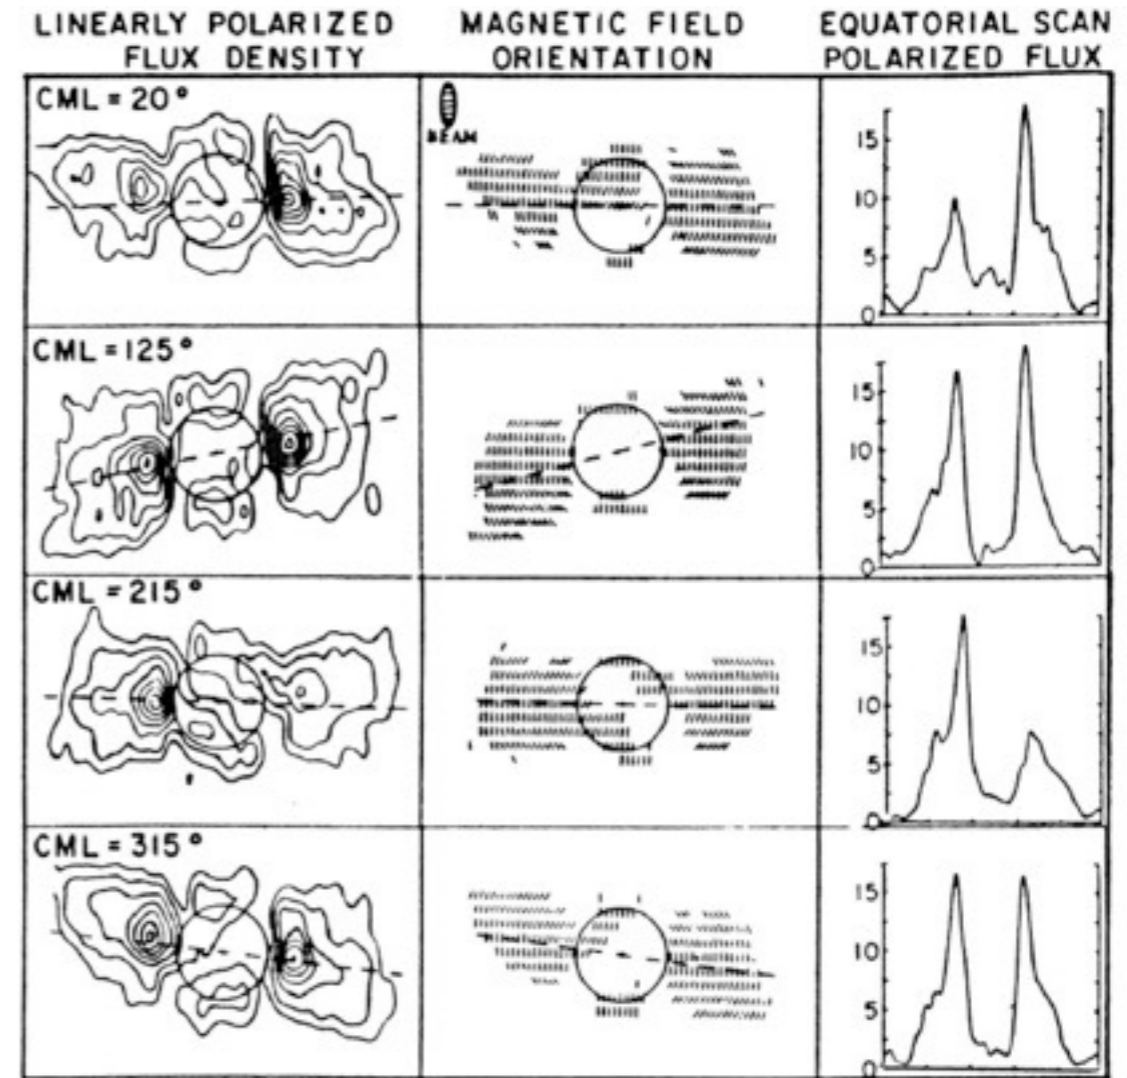 LINEARLY POLARIZED
FLUX DENSITY
MAGNETIC FIELD
ORIENTATION
EQUATORIAL SCAN
POLARIZED FLUX
CML = 20°
BEAM
15
10
5
0
CML = 125°
15
10
5
0
CML = 215°
15
10
5
0
CML = 315°
15
10
5
0